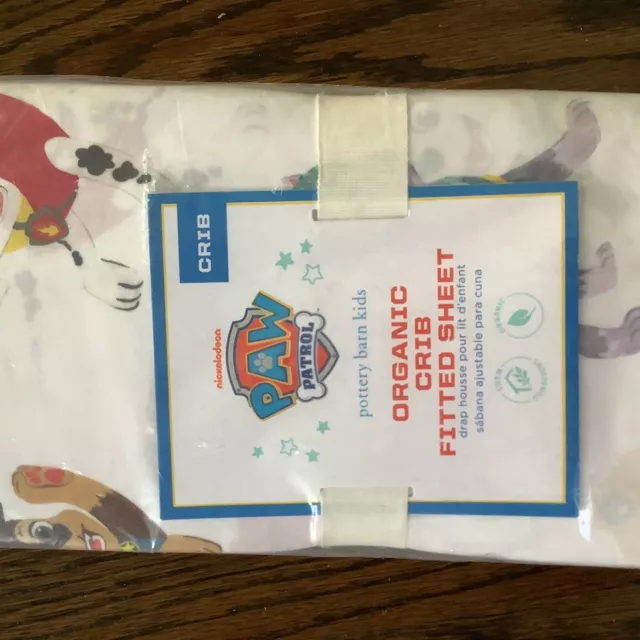 CRIB
nickelodeon
PAW
PATROL
pottery barn kids
ORGANIC
CRIB
FITTED SHEET
drap housse pour lit d'enfant
sábana ajustable para cuna